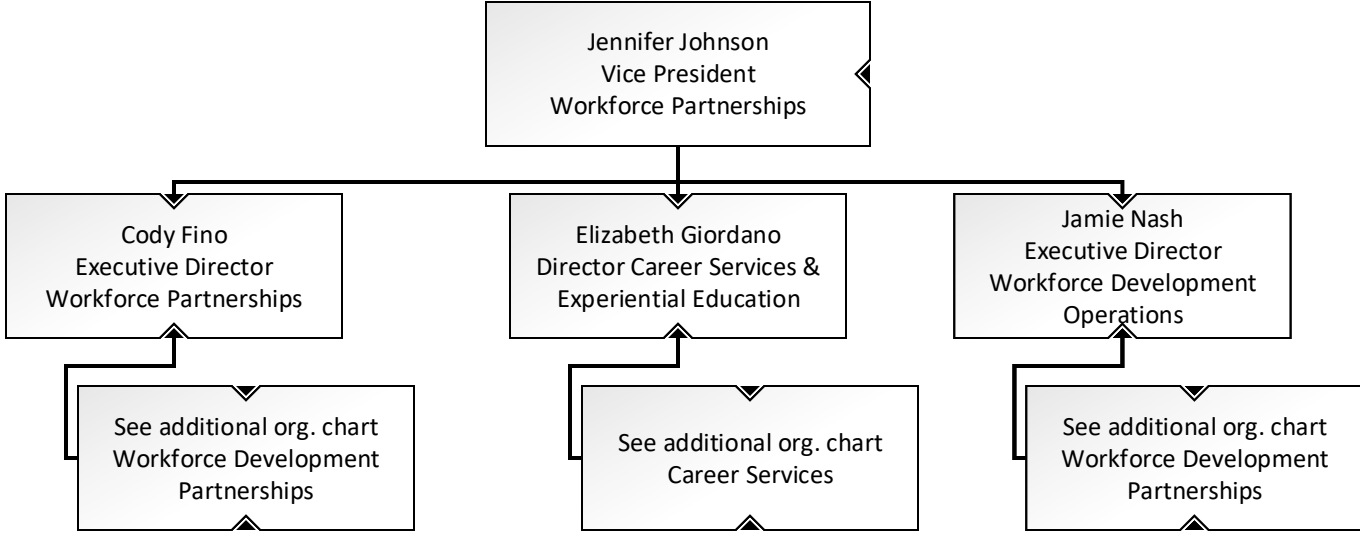 Jennifer Johnson
Vice President
Workforce Partnerships
Cody Fino
Executive Director
Workforce Partnerships
Elizabeth Giordano
Director Career Services &
Experiential Education
Jamie Nash
Executive Director
Workforce Development
Operations
See additional org. chart
Workforce Development
Partnerships
See additional org. chart
Career Services
See additional org. chart
Workforce Development
Partnerships